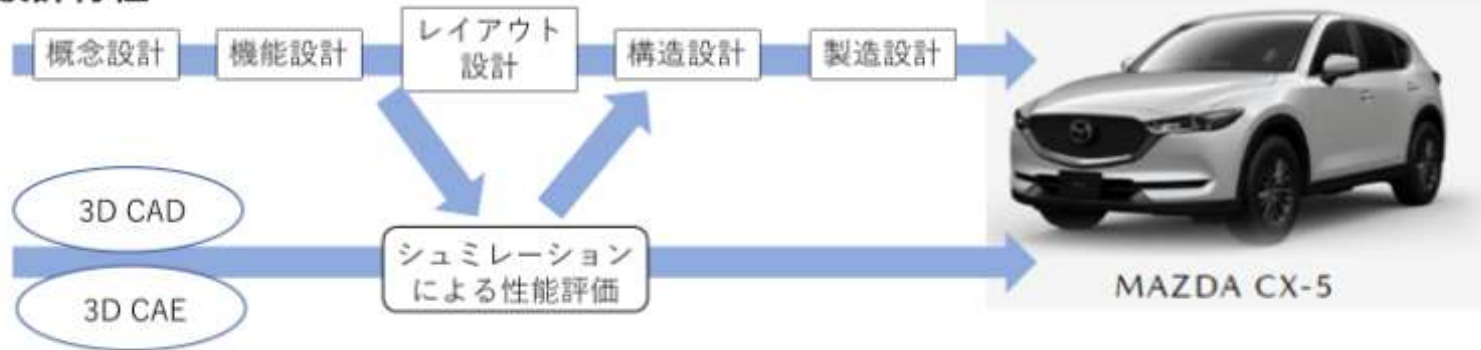 概念設計
機能設計
レイアウト
設計
構造設計
製造設計
3D CAD
シュミレーション
による性能評価
3D CAE
MAZDA CX-5